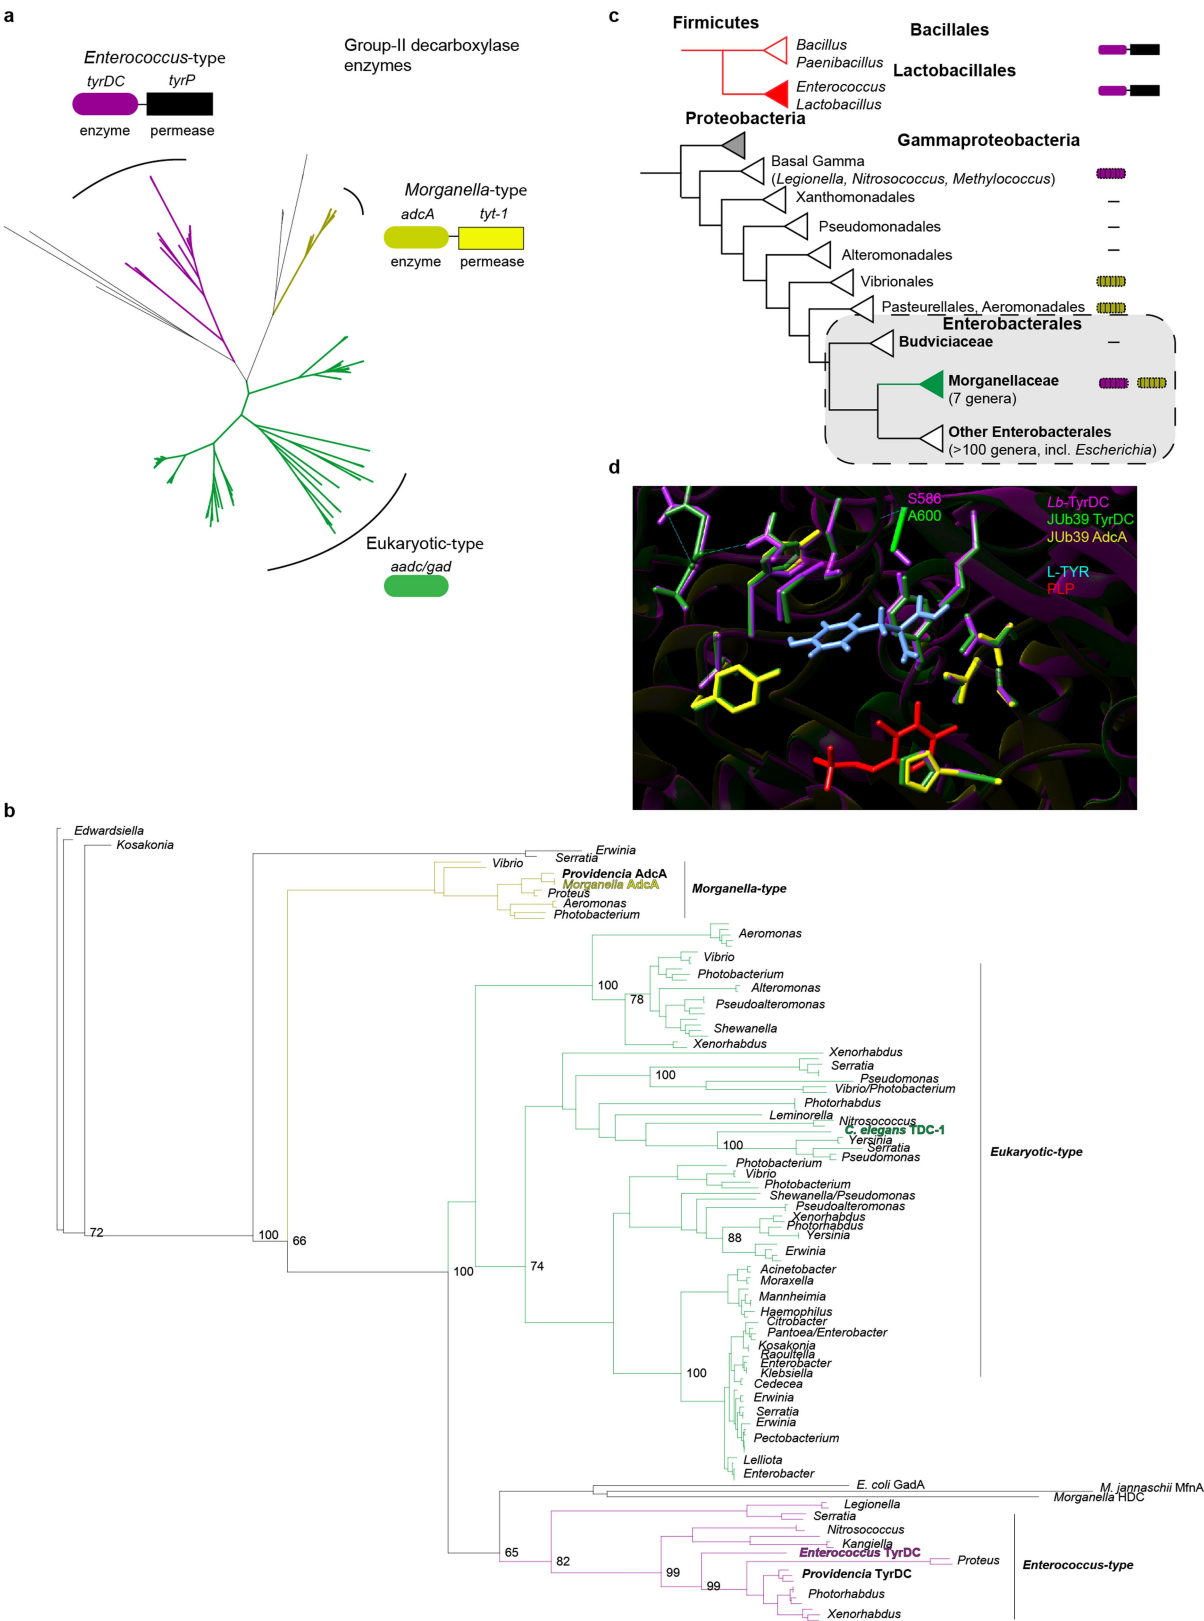 a
Enterococcus-type
tyrDC tyrP
enzyme permease
Group-II decarboxylase
enzymes
Morganella-type
adcA tyt-1
enzyme permease
Eukaryotic-type
aadc/gad
c
Firmicutes
Bacillales
Bacillus
Paenibacillus
Lactobacillales
Enterococcus
Lactobacillus
Proteobacteria
Gammaproteobacteria
Basal Gamma
(Legionella, Nitrosococcus, Methylococcus)
Xanthomonadales
Pseudomonadales
Alteromonadales
Vibrionales
Pasteurellales, Aeromonadales
Enterobacterales
Budviciaceae
Morganellaceae
(7 genera)
Other Enterobacterales
(>100 genera, incl. Escherichia)
d
S586
A600
Lb-TyrDC
JUb39 TyrDC
JUb39 AdcA
L-TYR
PLP
b
Edwardsiella
Kosakonia
Erwinia
Serratia
Vibrio
Providencia AdcA
Morganella AdcA
Proteus
Aeromonas
Photobacterium
Morganella-type
Aeromonas
Vibrio
Photobacterium
Alteromonas
Pseudoalteromonas
Shewanella
Xenorhabdus
100
78
Xenorhabdus
Serratia
Pseudomonas
Vibrio/Photobacterium
100
Photorhabdus
Leminorella
Nitrosococcus
C. elegans TDC-1
Yersinia
Serratia
Pseudomonas
100
Eukaryotic-type
Photobacterium
Vibrio
Photobacterium
Shewanella/Pseudomonas
Pseudoalteromonas
Xenorhabdus
Photorhabdus
Yersinia
88
Erwinia
72
100
66
100
74
Acinetobacter
Moraxella
Mannheimia
Haemophilus
Citrobacter
Pantoea/Enterobacter
Kosakonia
Raoultella
Enterobacter
Klebsiella
100
Cedecea
Erwinia
Serratia
Erwinia
Pectobacterium
Lelliota
Enterobacter
E. coli GadA
M. jannaschii MfnA
Morganella HDC
Legionella
Serratia
Nitrosococcus
Kangiella
Enterococcus TyrDC
Proteus
Providencia TyrDC
Photorhabdus
Xenorhabdus
65
82
99
99
Enterococcus-type